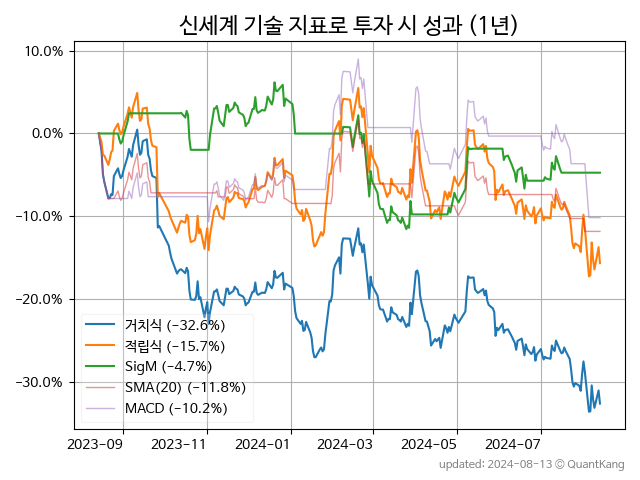 신세계 기술 지표로 투자 시 성과 (1년)
10.0%
0.0%
−10.0%
−20.0%
−30.0%
거치식 (−32.6%)
적립식 (−15.7%)
SigM (−4.7%)
SMA(20) (−11.8%)
MACD (−10.2%)
2023-09 2023-11 2024-01 2024-03 2024-05 2024-07
updated: 2024-08-13 © QuantKang